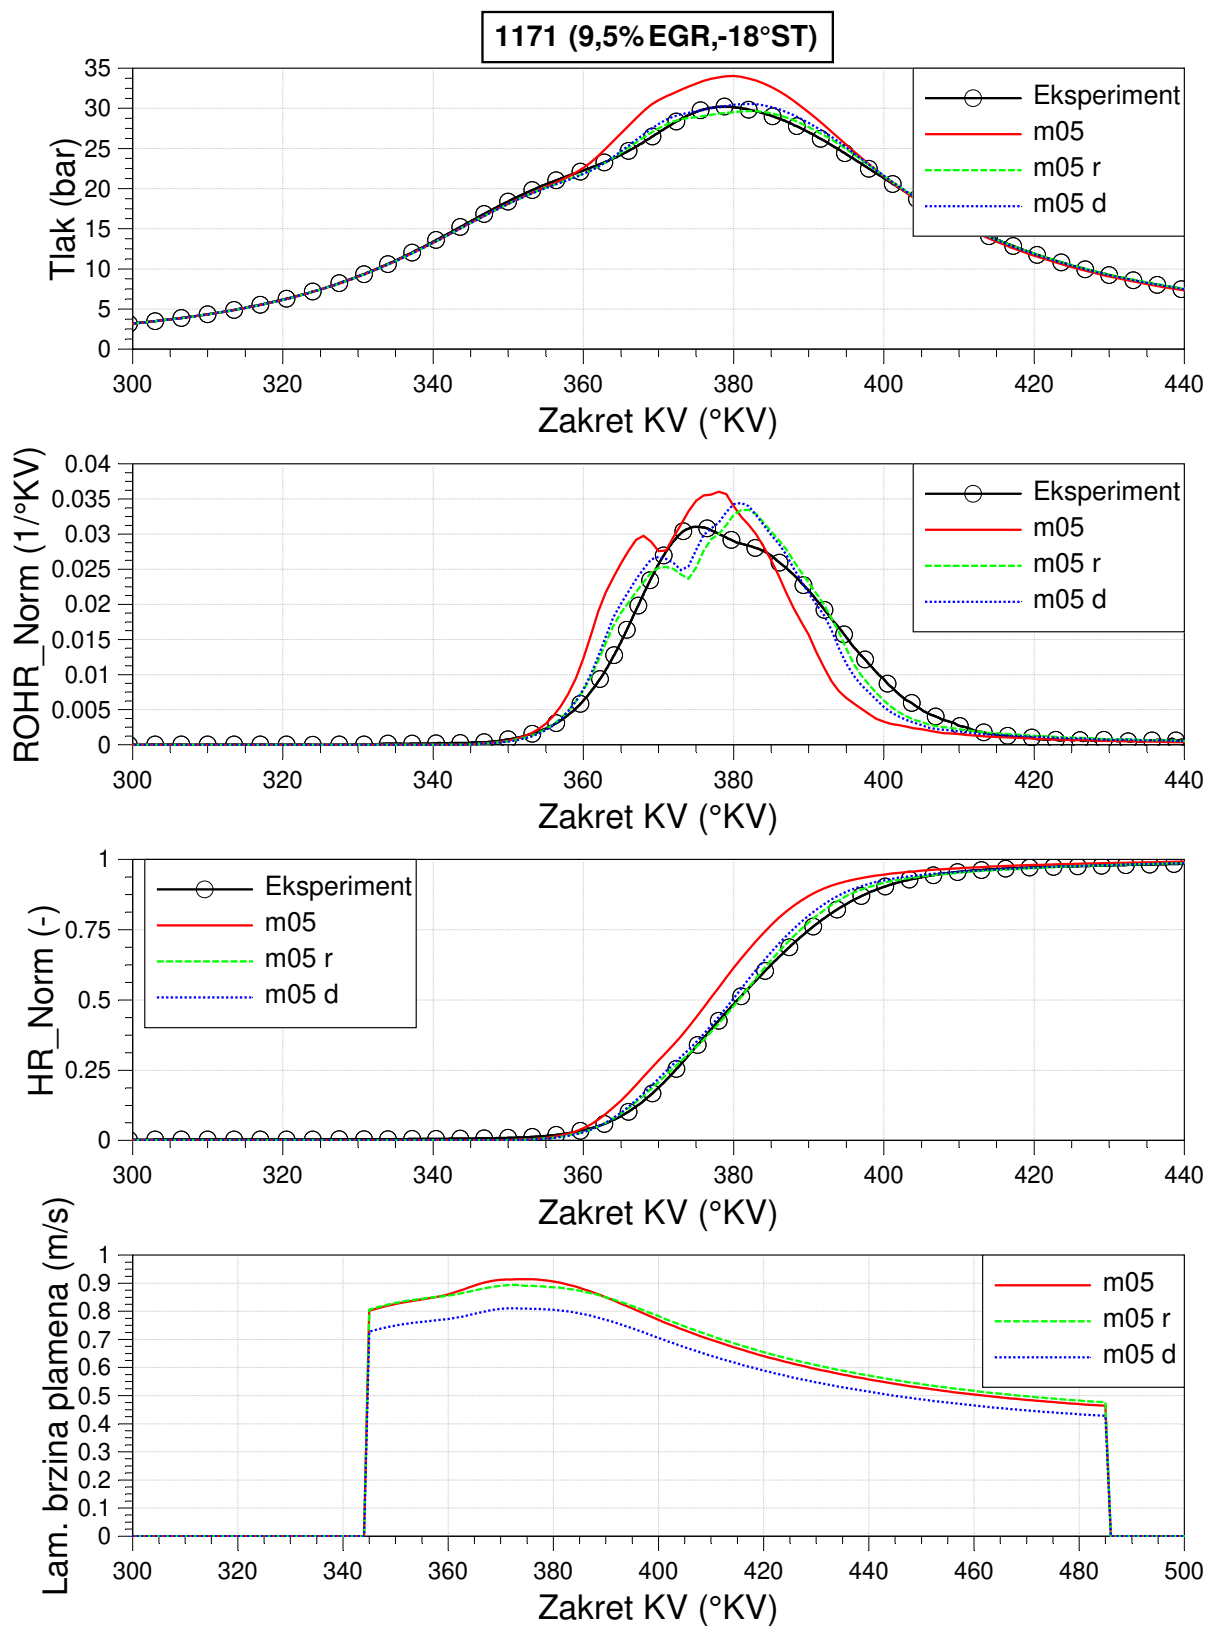 1171 (9,5% EGR,-18°ST)
35
30
25
20
15
10
5
0
Tlak (bar)
Eksperiment
m05
m05 r
m05 d
300 320 340 360 380 400 420 440
Zakret KV (°KV)
0.04
0.035
0.03
0.025
0.02
0.015
0.01
0.005
0
ROHR_Norm (1/°KV)
Eksperiment
m05
m05 r
m05 d
300 320 340 360 380 400 420 440
Zakret KV (°KV)
1
0.75
0.5
0.25
0
HR_Norm (-)
Eksperiment
m05
m05 r
m05 d
300 320 340 360 380 400 420 440
Zakret KV (°KV)
1
0.9
0.8
0.7
0.6
0.5
0.4
0.3
0.2
0.1
0
Lam. brzina plamena (m/s)
m05
m05 r
m05 d
300 320 340 360 380 400 420 440 460 480 500
Zakret KV (°KV)